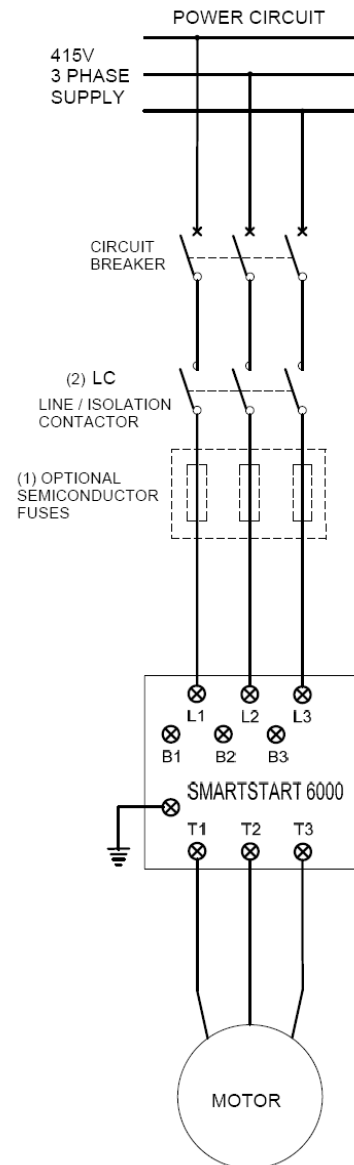 POWER CIRCUIT
415V
3 PHASE
SUPPLY
CIRCUIT
BREAKER
(2) LC
LINE / ISOLATION
CONTACTOR
(1) OPTIONAL
SEMICONDUCTOR
FUSES
L1 L2 L3
B1 B2 B3
SMARTSTART 6000
T1 T2 T3
MOTOR